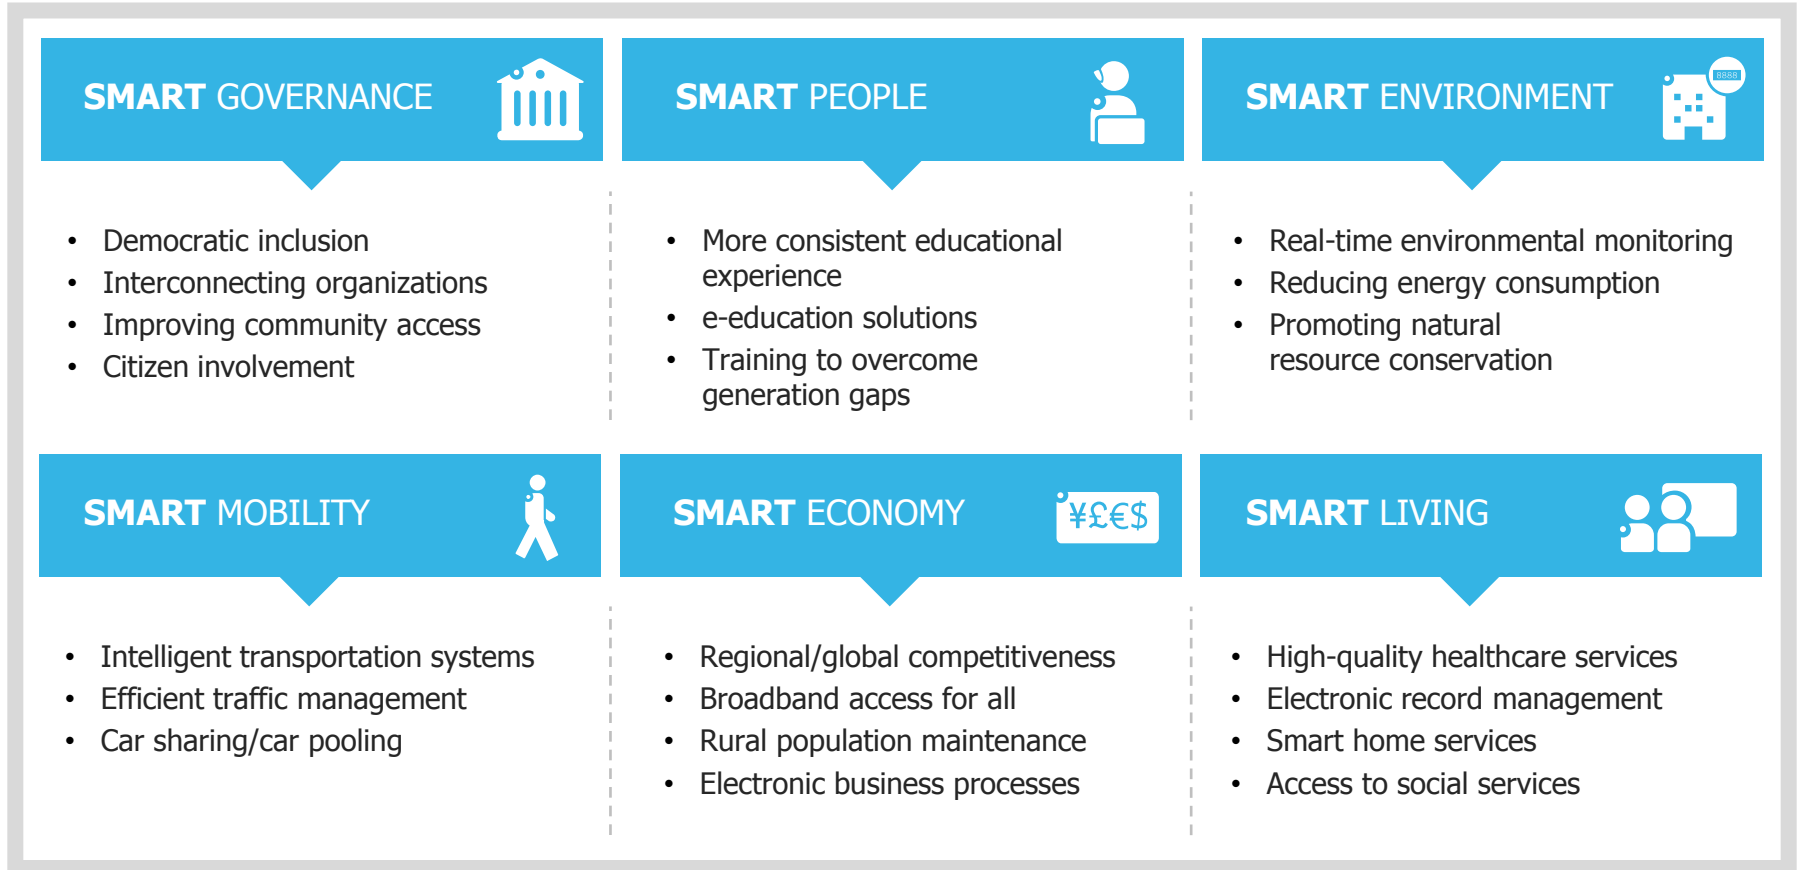 SMART GOVERNANCE
• Democratic inclusion
• Interconnecting organizations
• Improving community access
• Citizen involvement
SMART PEOPLE
• More consistent educational
experience
• e-education solutions
• Training to overcome
generation gaps
SMART ENVIRONMENT
8888
• Real-time environmental monitoring
• Reducing energy consumption
• Promoting natural
resource conservation
SMART MOBILITY
• Intelligent transportation systems
• Efficient traffic management
• Car sharing/car pooling
SMART ECONOMY
¥£€$
• Regional/global competitiveness
• Broadband access for all
• Rural population maintenance
• Electronic business processes
SMART LIVING
• High-quality healthcare services
• Electronic record management
• Smart home services
• Access to social services